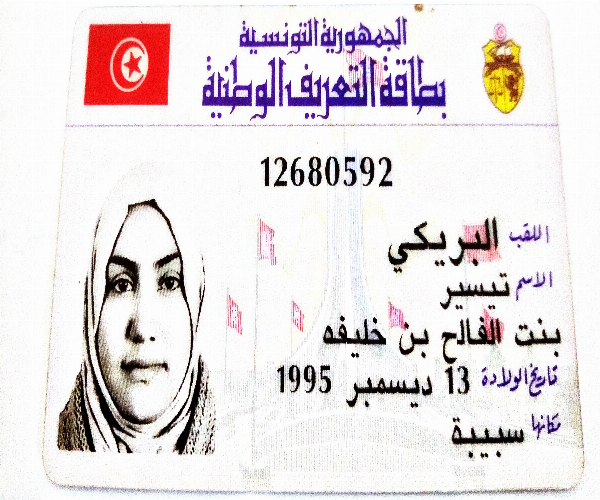 الجمهورية التونسية
بطاقة التعريف الوطنية
12680592
اللقب البريكي
الاسم تيسير
بنت الفالح بن خليفه
تاريخ الولادة 13 ديسمبر 1995
مكانها سبيبة